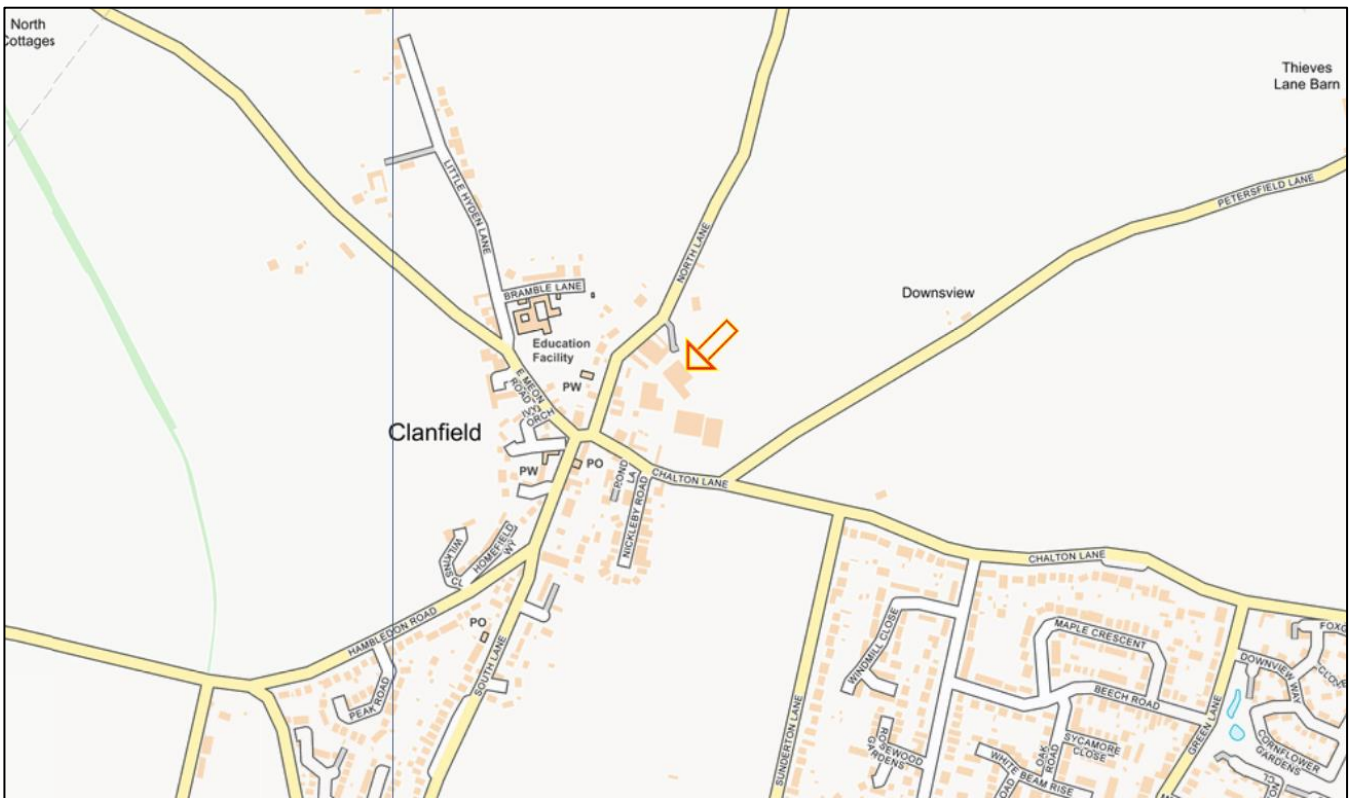 North
Cottages
Thieves
Lane Barn
LITTLE HYDEN LANE
NORTH LANE
PETERSFIELD LANE
BRAMBLE LANE
Downsview
Education
Facility
PW
E MEON
ROAD
IVY
ORCH
Clanfield
PW
PO
POND
LA
CHALTON LANE
NICKLEBY ROAD
WILKINS
HOMEFIELD
WY
CHALTON LANE
HAMBLEDON ROAD
PO
SOUTH LANE
PEAK ROAD
SUNDERTON LANE
WINDMILL CLOSE
MAPLE CRESCENT
BEECH ROAD
ROSEWOOD
GARDENS
OAK
ROAD
SYCAMORE
CLOSE
WHITE BEAM RISE
ROAD
GREEN LANE
DOWNVIEW WAY
CLOVE
CORNFLOWER
GARDENS